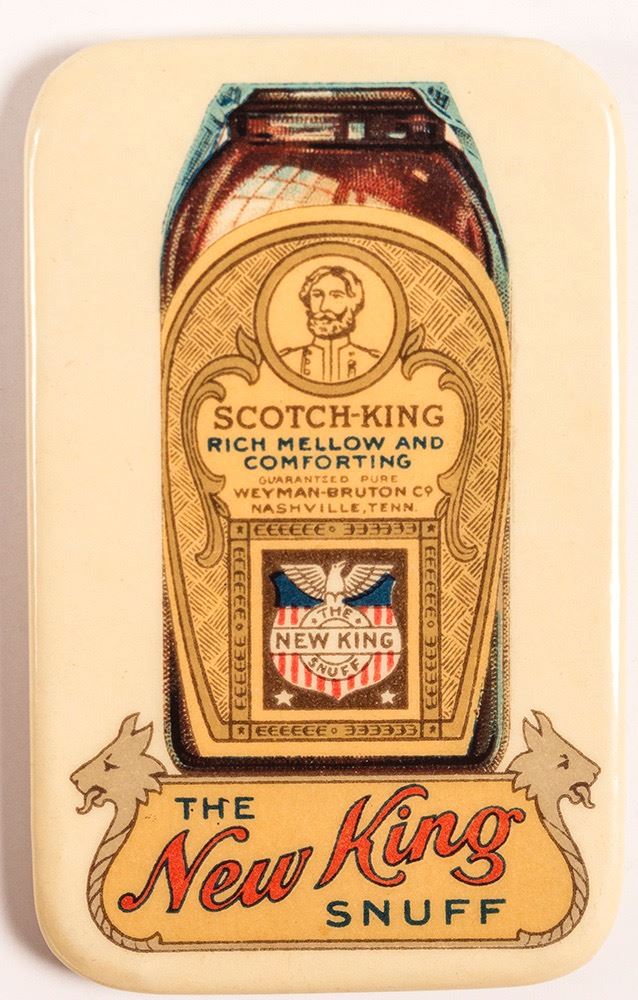 SCOTCH-KING
RICH MELLOW AND
COMFORTING
GUARANTEED PURE
WEYMAN-BRUTON Cº
NASHVILLE, TENN.
THE
NEW KING
SNUFF
THE
New King
SNUFF